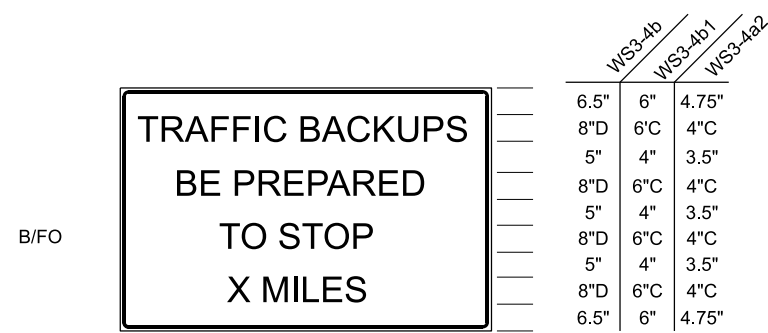 WS3-4b WS3-4b1 WS3-4a2
6.5" 6" 4.75"
TRAFFIC BACKUPS 8"D 6'C 4"C
5" 4" 3.5"
BE PREPARED 8"D 6"C 4"C
5" 4" 3.5"
B/FO TO STOP 8"D 6"C 4"C
5" 4" 3.5"
X MILES 8"D 6"C 4"C
6.5" 6" 4.75"